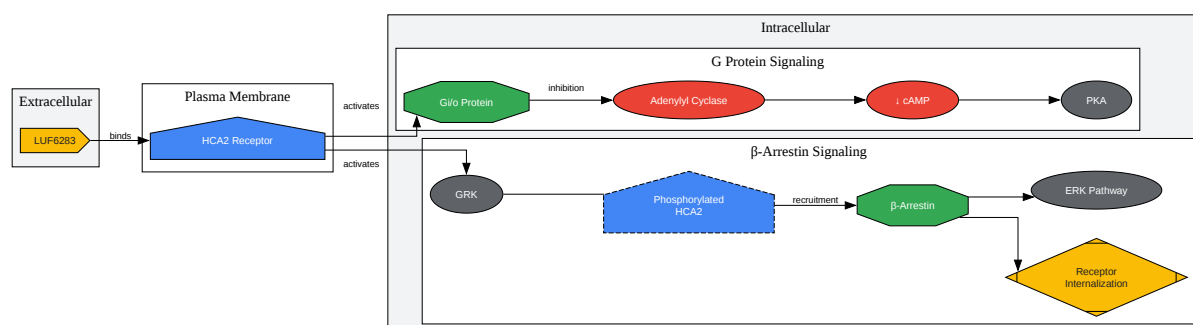 Intracellular
G Protein Signaling
Extracellular
LUF6283
binds
Plasma Membrane
HCA2 Receptor
activates
activates
Gi/o Protein
inhibition
Adenylyl Cyclase
↓ cAMP
PKA
β-Arrestin Signaling
GRK
Phosphorylated
HCA2
recruitment
β-Arrestin
ERK Pathway
Receptor
Internalization